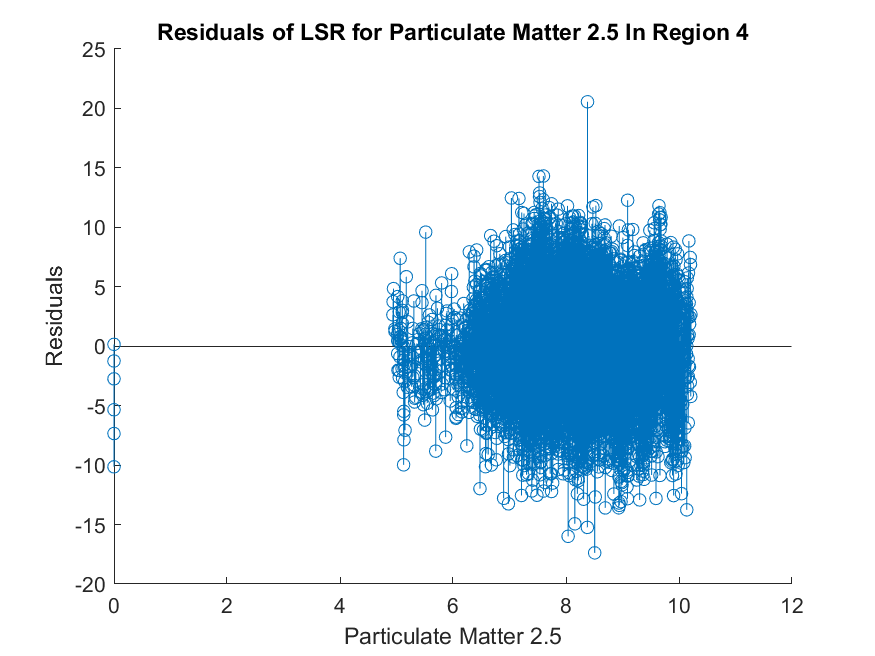 Residuals of LSR for Particulate Matter 2.5 In Region 4
25
20
15
10
5
0
-5
-10
-15
-20
Residuals
0 2 4 6 8 10 12
Particulate Matter 2.5